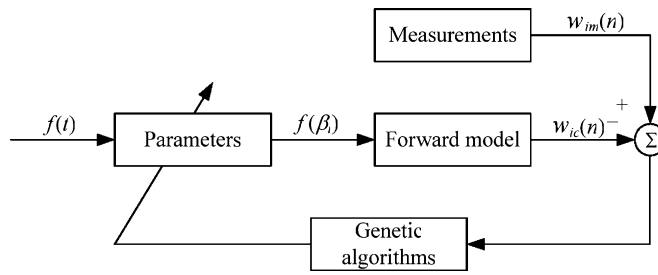 Measurements
w_im(n)
+
f(t)
Parameters
f(β_i)
Forward model
w_ic(n)
−
Σ
Genetic
algorithms